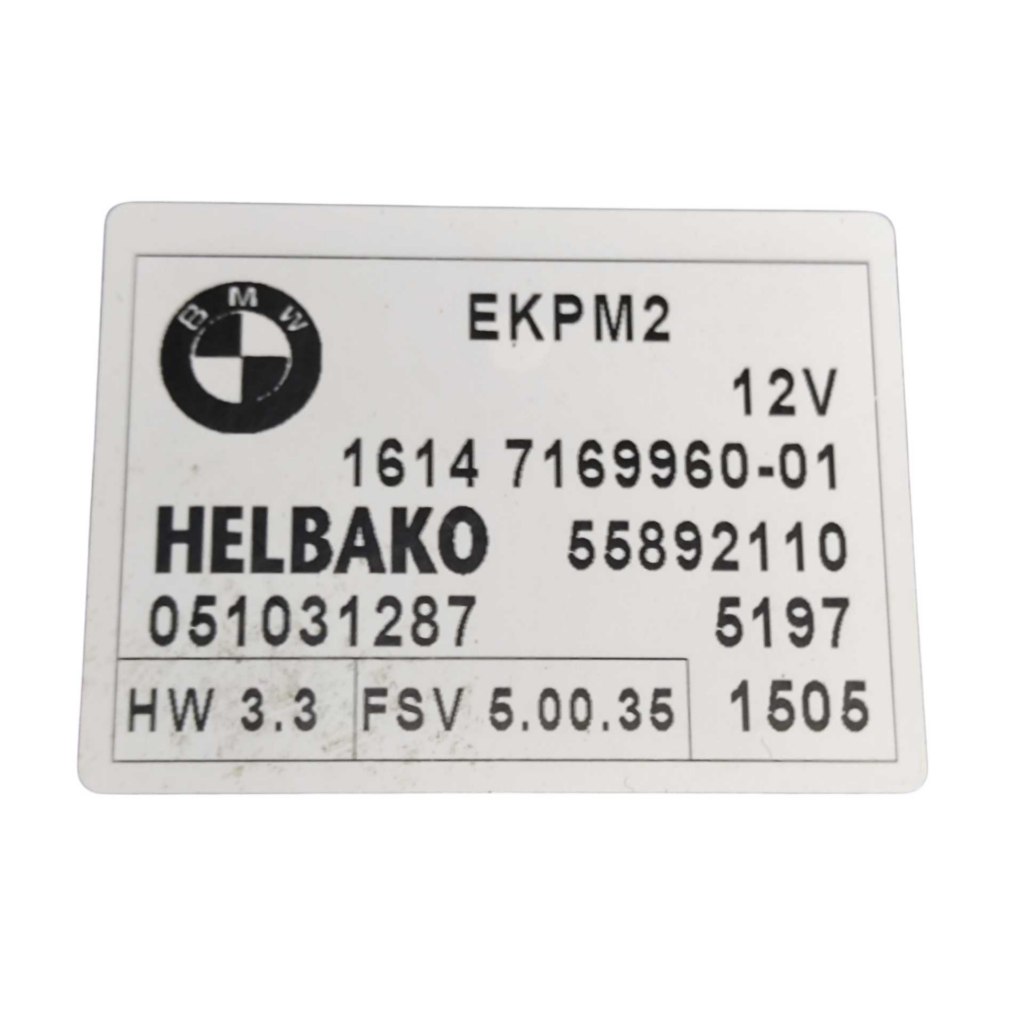 BMW
EKPM2
12V
1614 7169960-01
HELBAKO 55892110
051031287 5197
HW 3.3 FSV 5.00.35 1505